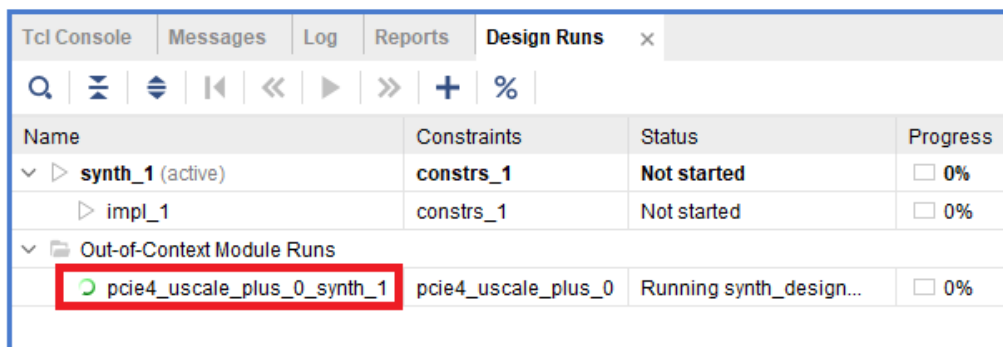 Tcl Console Messages Log Reports Design Runs
%
Name Constraints Status Progress
synth_1 (active) constrs_1 Not started 0%
impl_1 constrs_1 Not started 0%
Out-of-Context Module Runs
pcie4_uscale_plus_0_synth_1 pcie4_uscale_plus_0 Running synth_design... 0%